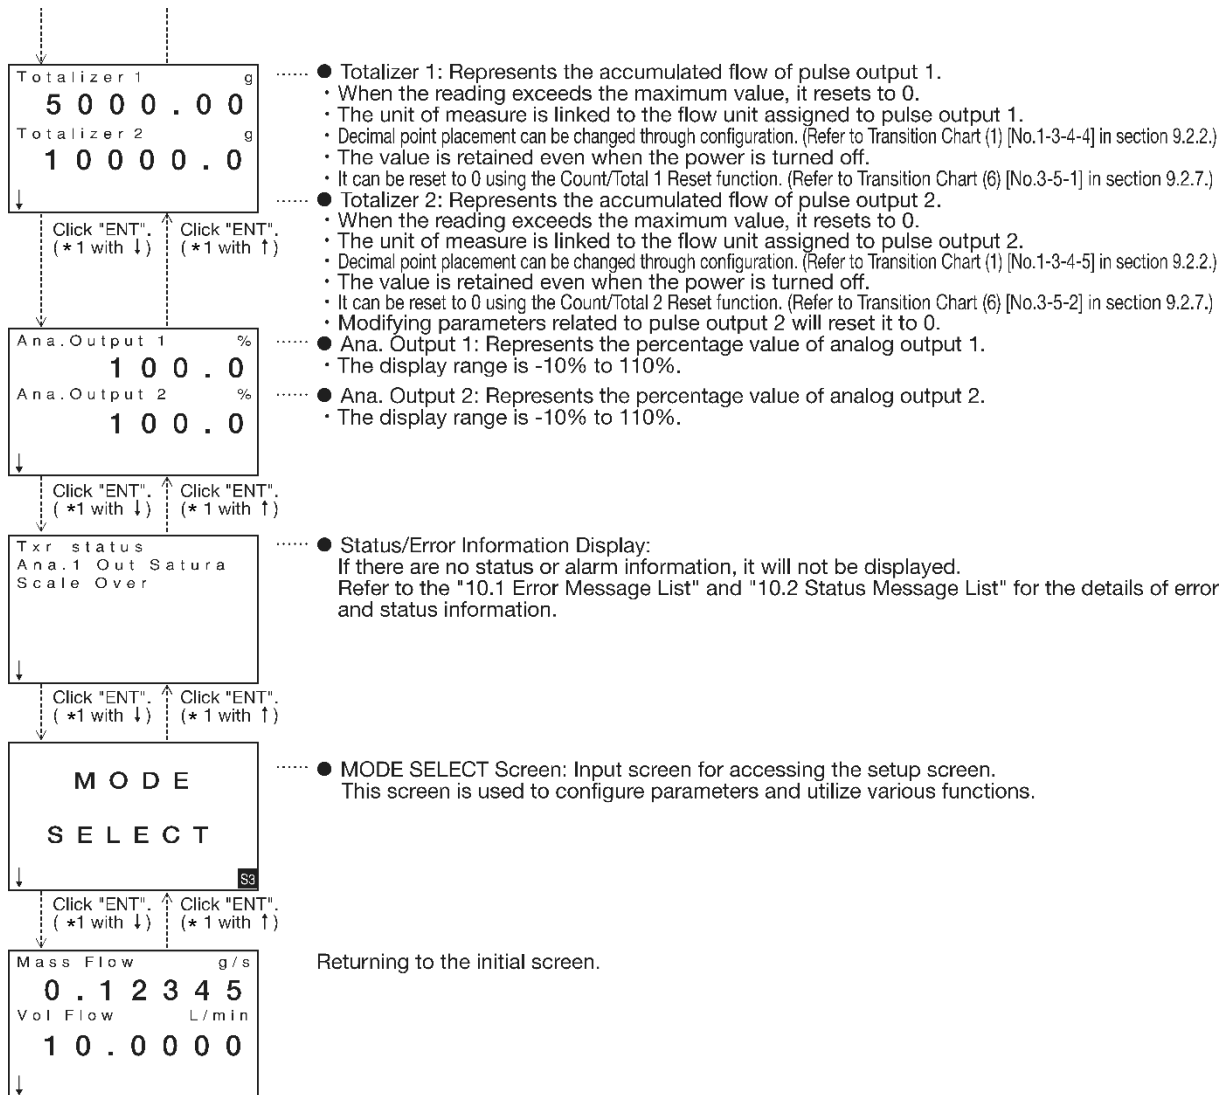 Totalizer 1 g
5000.00
Totalizer 2 g
10000.0
↓
Click "ENT". Click "ENT".
(*1 with ↓) (*1 with ↑)
...... ● Totalizer 1: Represents the accumulated flow of pulse output 1.
・When the reading exceeds the maximum value, it resets to 0.
・The unit of measure is linked to the flow unit assigned to pulse output 1.
・Decimal point placement can be changed through configuration. (Refer to Transition Chart (1) [No.1-3-4-4] in section 9.2.2.)
・The value is retained even when the power is turned off.
・It can be reset to 0 using the Count/Total 1 Reset function. (Refer to Transition Chart (6) [No.3-5-1] in section 9.2.7.)
...... ● Totalizer 2: Represents the accumulated flow of pulse output 2.
・When the reading exceeds the maximum value, it resets to 0.
・The unit of measure is linked to the flow unit assigned to pulse output 2.
・Decimal point placement can be changed through configuration. (Refer to Transition Chart (1) [No.1-3-4-5] in section 9.2.2.)
・The value is retained even when the power is turned off.
・It can be reset to 0 using the Count/Total 2 Reset function. (Refer to Transition Chart (6) [No.3-5-2] in section 9.2.7.)
・Modifying parameters related to pulse output 2 will reset it to 0.
Ana.Output 1 %
100.0
Ana.Output 2 %
100.0
↓
Click "ENT". Click "ENT".
( *1 with ↓) (* 1 with ↑)
...... ● Ana. Output 1: Represents the percentage value of analog output 1.
・The display range is -10% to 110%.
...... ● Ana. Output 2: Represents the percentage value of analog output 2.
・The display range is -10% to 110%.
Txr status
Ana.1 Out Satura
Scale Over
↓
Click "ENT". Click "ENT".
( *1 with ↓) (* 1 with ↑)
...... ● Status/Error Information Display:
If there are no status or alarm information, it will not be displayed.
Refer to the "10.1 Error Message List" and "10.2 Status Message List" for the details of error
and status information.
MODE
SELECT
↓ S3
Click "ENT". Click "ENT".
( *1 with ↓) (* 1 with ↑)
...... ● MODE SELECT Screen: Input screen for accessing the setup screen.
This screen is used to configure parameters and utilize various functions.
Mass Flow g/s
0.12345
Vol Flow L/min
10.0000
↓
Returning to the initial screen.